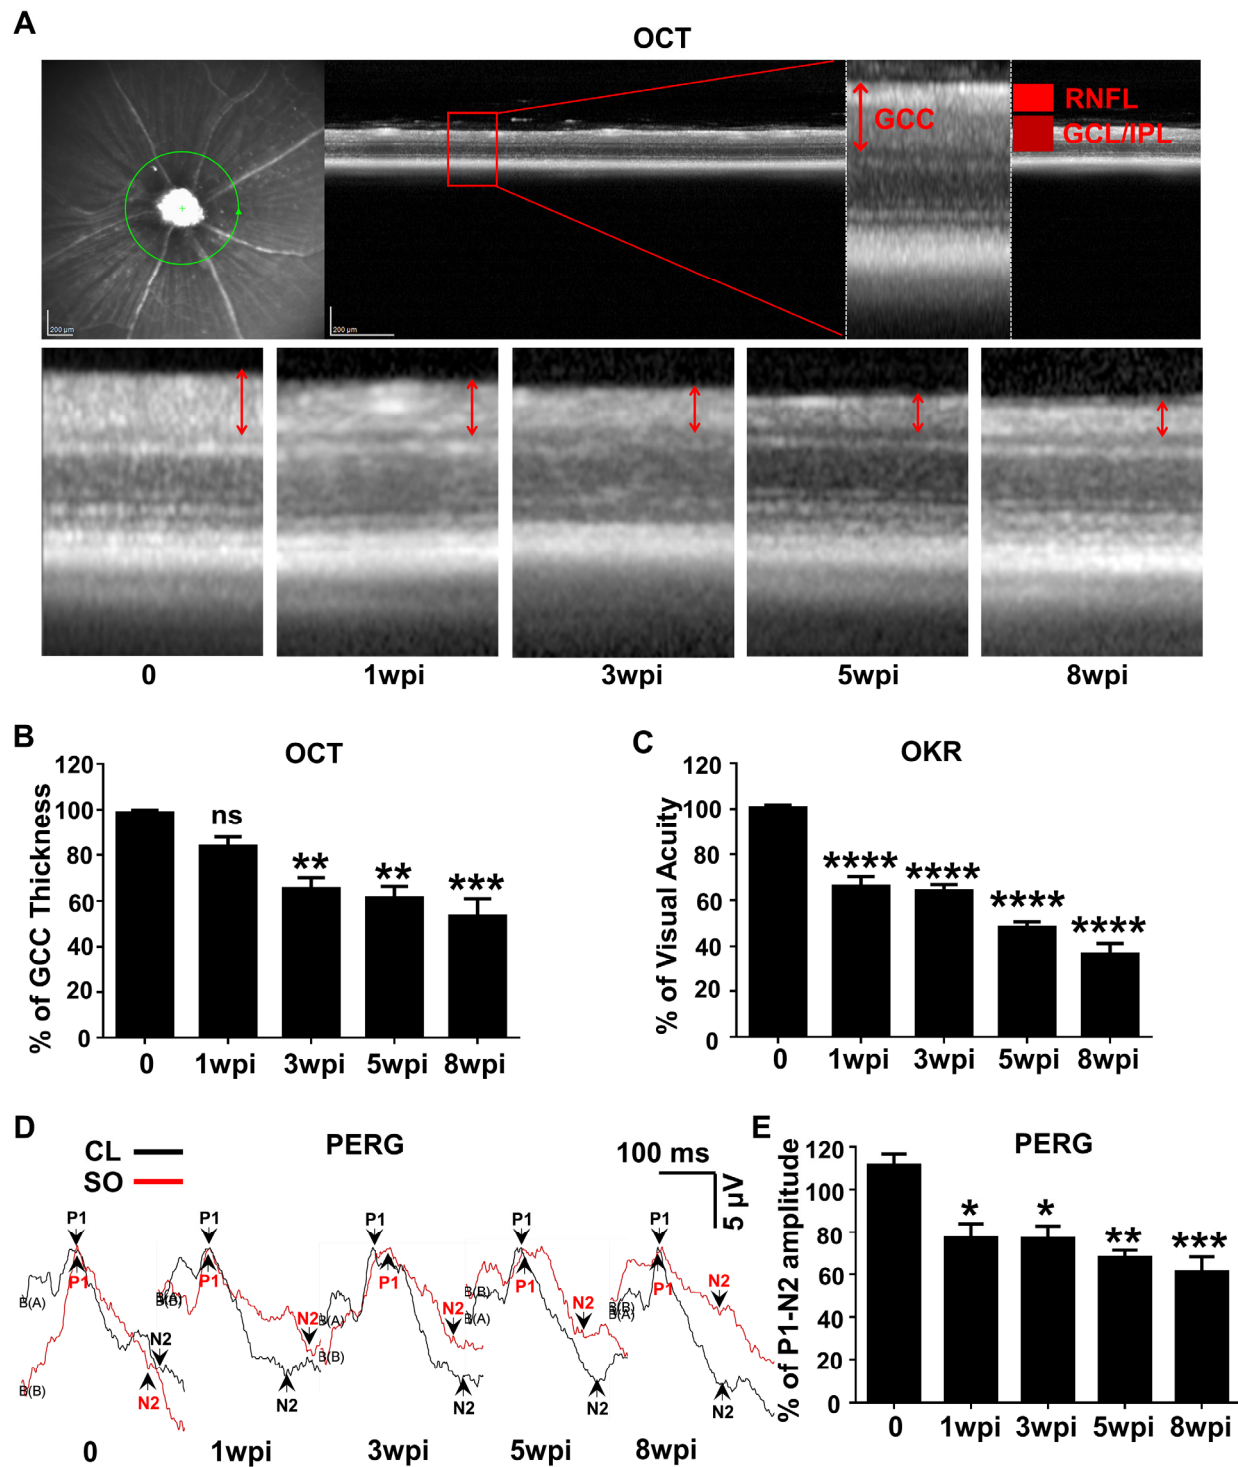 A
OCT
GCC
RNFL
GCL/IPL
200 µm
200 µm
0 1wpi 3wpi 5wpi 8wpi
B
OCT
% of GCC Thickness
120
100
80
60
40
20
0
ns ** ** ***
0 1wpi 3wpi 5wpi 8wpi
C
OKR
% of Visual Acuity
120
100
80
60
40
20
0
**** **** **** ****
0 1wpi 3wpi 5wpi 8wpi
D
PERG
CL
SO
100 ms
5 µV
P1 P1 P1 P1 P1
P1 P1 P1 P1 P1
B(A) B(A) B(A) B(A) B(A)
B(B) B(B) B(B) B(B) B(B)
N2 N2 N2 N2 N2
N2 N2 N2 N2 N2
0 1wpi 3wpi 5wpi 8wpi
E
PERG
% of P1-N2 amplitude
120
100
80
60
40
20
0
* * ** ***
0 1wpi 3wpi 5wpi 8wpi